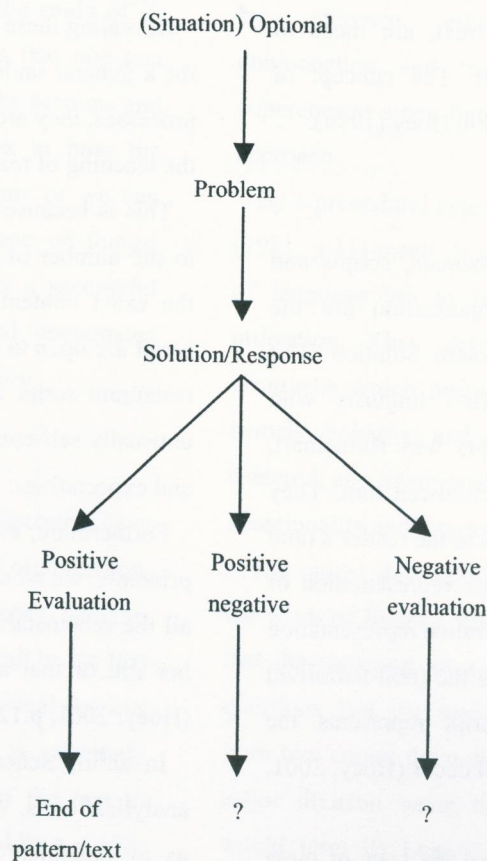 (Situation) Optional
Problem
Solution/Response
Positive Positive Negative
Evaluation negative evaluation
End of ? ?
pattern/text